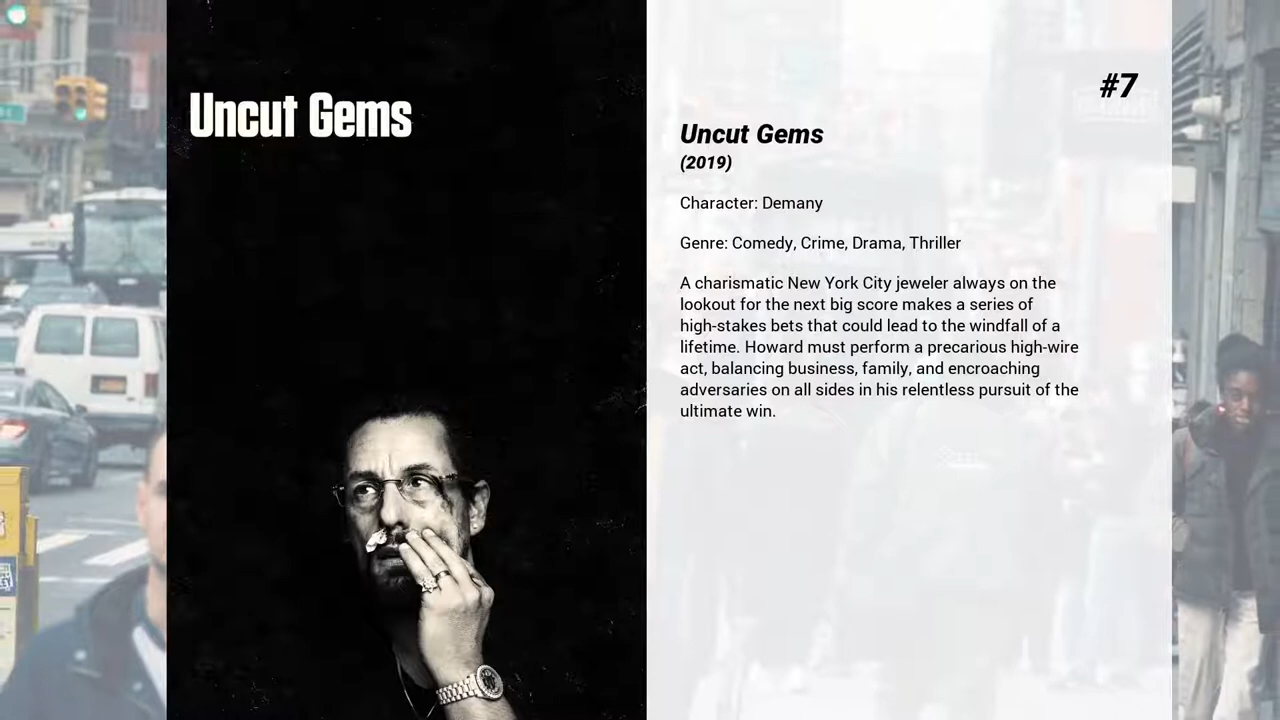 Uncut Gems
#7
Uncut Gems
(2019)
Character: Demany
Genre: Comedy, Crime, Drama, Thriller
A charismatic New York City jeweler always on the
lookout for the next big score makes a series of
high-stakes bets that could lead to the windfall of a
lifetime. Howard must perform a precarious high-wire
act, balancing business, family, and encroaching
adversaries on all sides in his relentless pursuit of the
ultimate win.